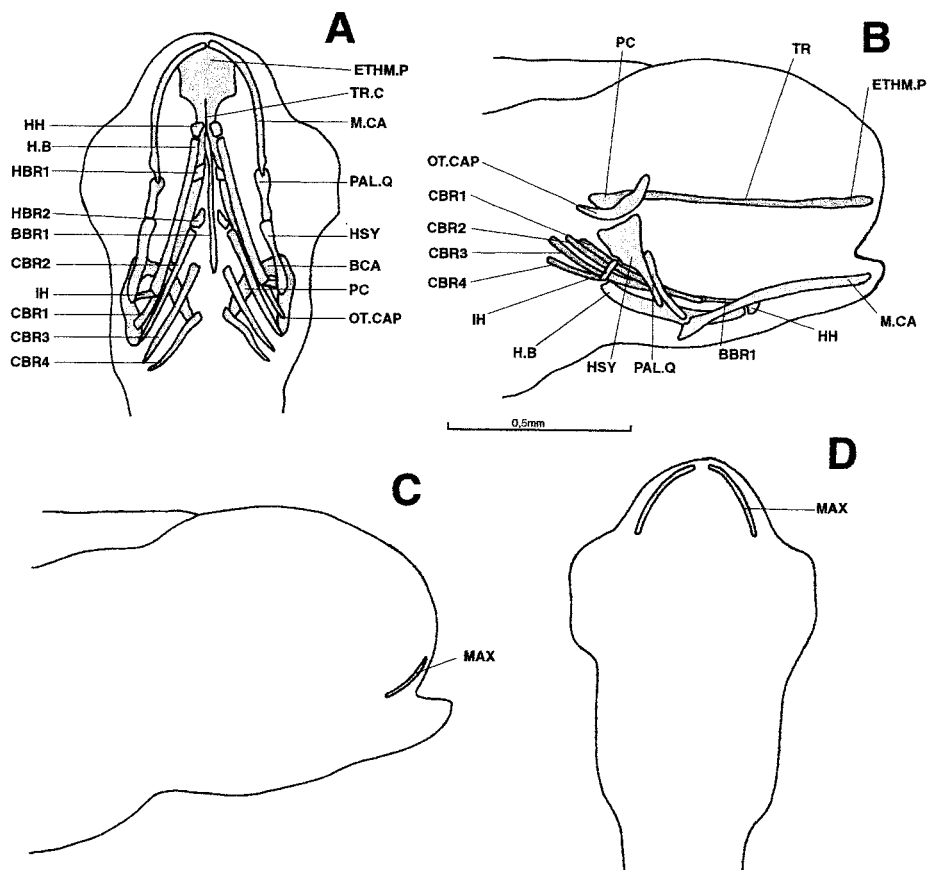 A
ETHM.P
TR.C
M.CA
PAL.Q
HSY
BCA
PC
OT.CAP
HH
H.B
HBR1
HBR2
BBR1
CBR2
IH
CBR1
CBR3
CBR4
B
PC
TR
ETHM.P
OT.CAP
CBR1
CBR2
CBR3
CBR4
IH
H.B
HSY
PAL.Q
BBR1
HH
M.CA
0,5mm
C
MAX
D
MAX